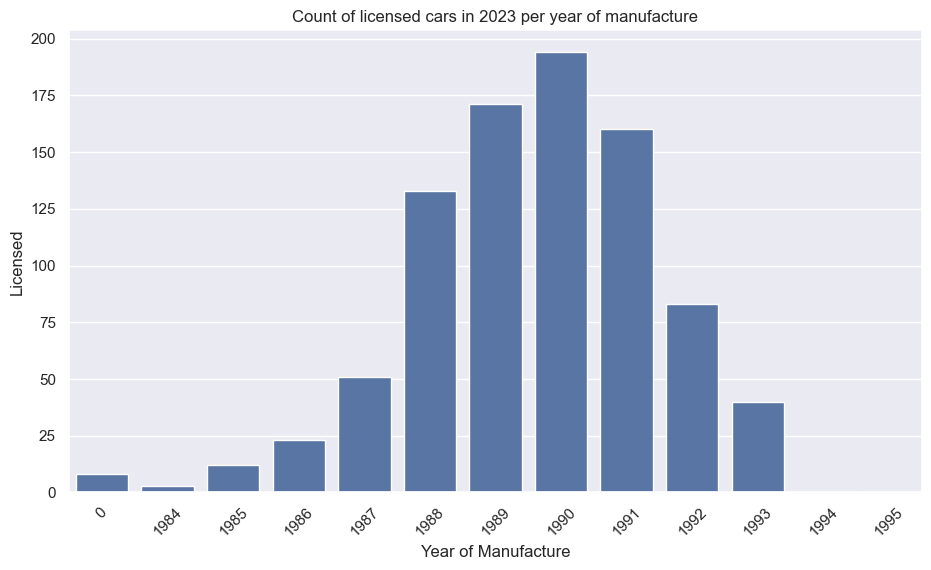 Count of licensed cars in 2023 per year of manufacture
200
175
150
125
100
75
50
25
0
Licensed
0 1984 1985 1986 1987 1988 1989 1990 1991 1992 1993 1994 1995
Year of Manufacture